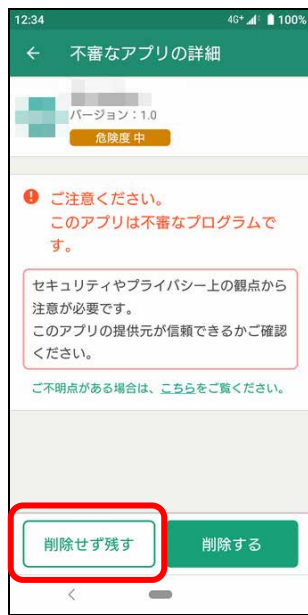 12:34 4G+ 100%
← 不審なアプリの詳細
バージョン：1.0
危険度 中
ご注意ください。
このアプリは不審なプログラムで
す。
セキュリティやプライバシー上の観点から
注意が必要です。
このアプリの提供元が信頼できるかご確認
ください。
ご不明点がある場合は、こちらをご覧ください。
削除せず残す 削除する